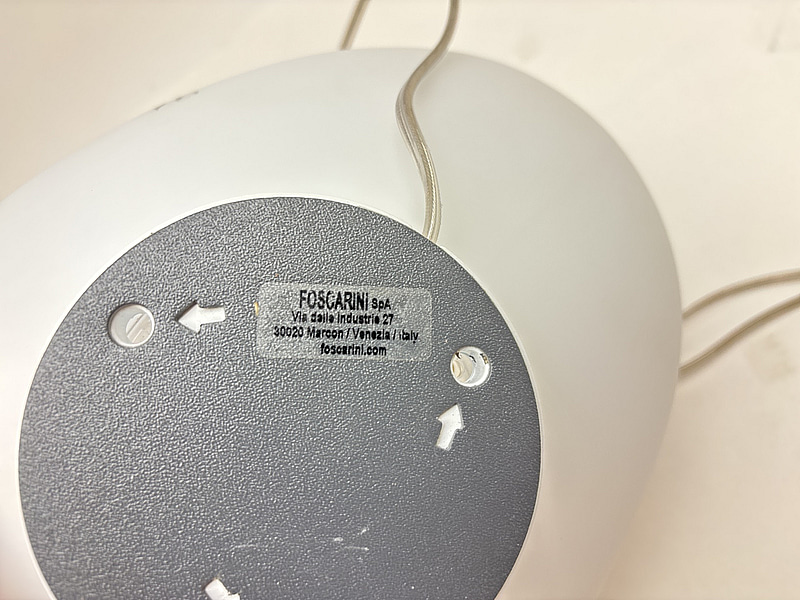 FOSCARINI SpA
Via delle Industrie 27
30020 Marcon / Venezia / Italy
foscarini.com